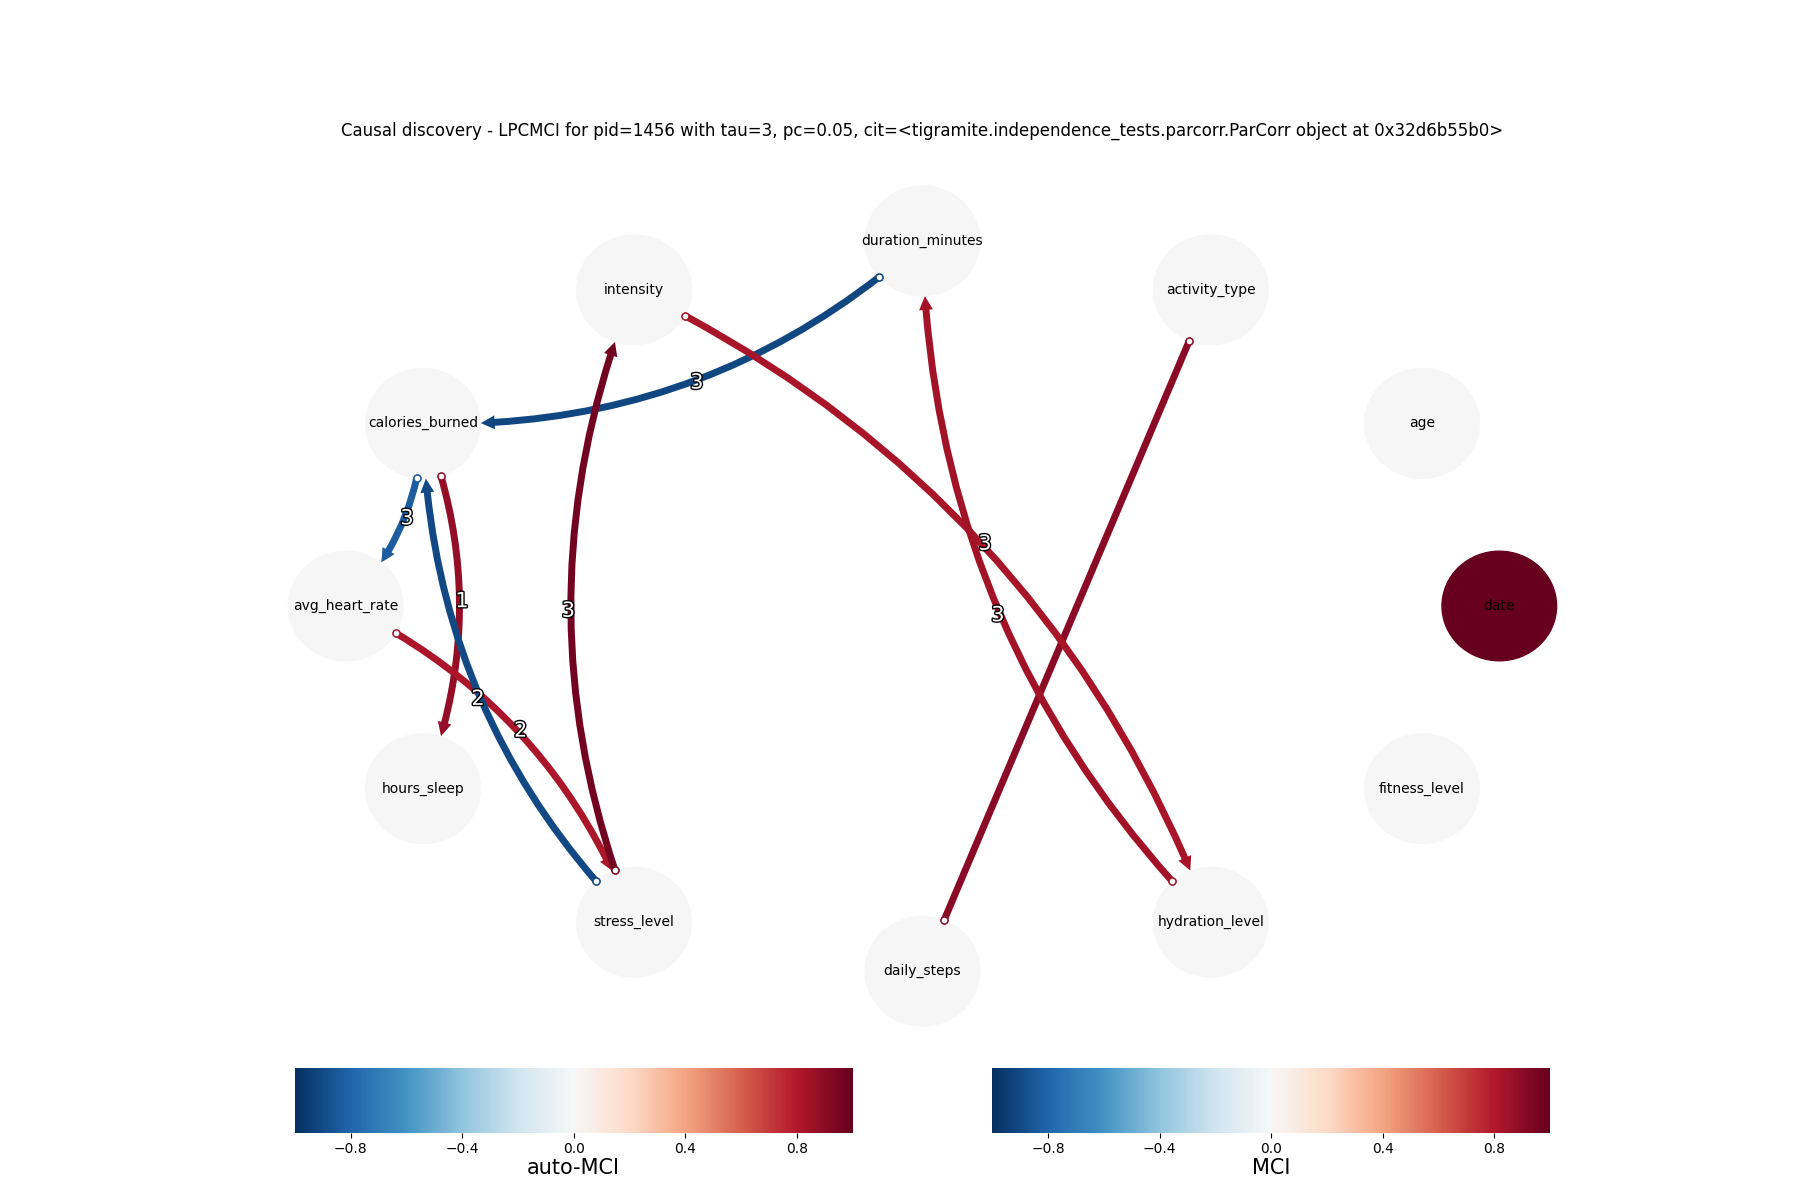 Causal discovery - LPCMCI for pid=1456 with tau=3, pc=0.05, cit=<tigramite.independence_tests.parcorr.ParCorr object at 0x32d6b55b0>
duration_minutes
intensity
activity_type
3
calories_burned
age
3
3
avg_heart_rate
1
3
3
date
2
2
hours_sleep
fitness_level
stress_level
hydration_level
daily_steps
−0.8 −0.4 0.0 0.4 0.8
auto-MCI
−0.8 −0.4 0.0 0.4 0.8
MCI